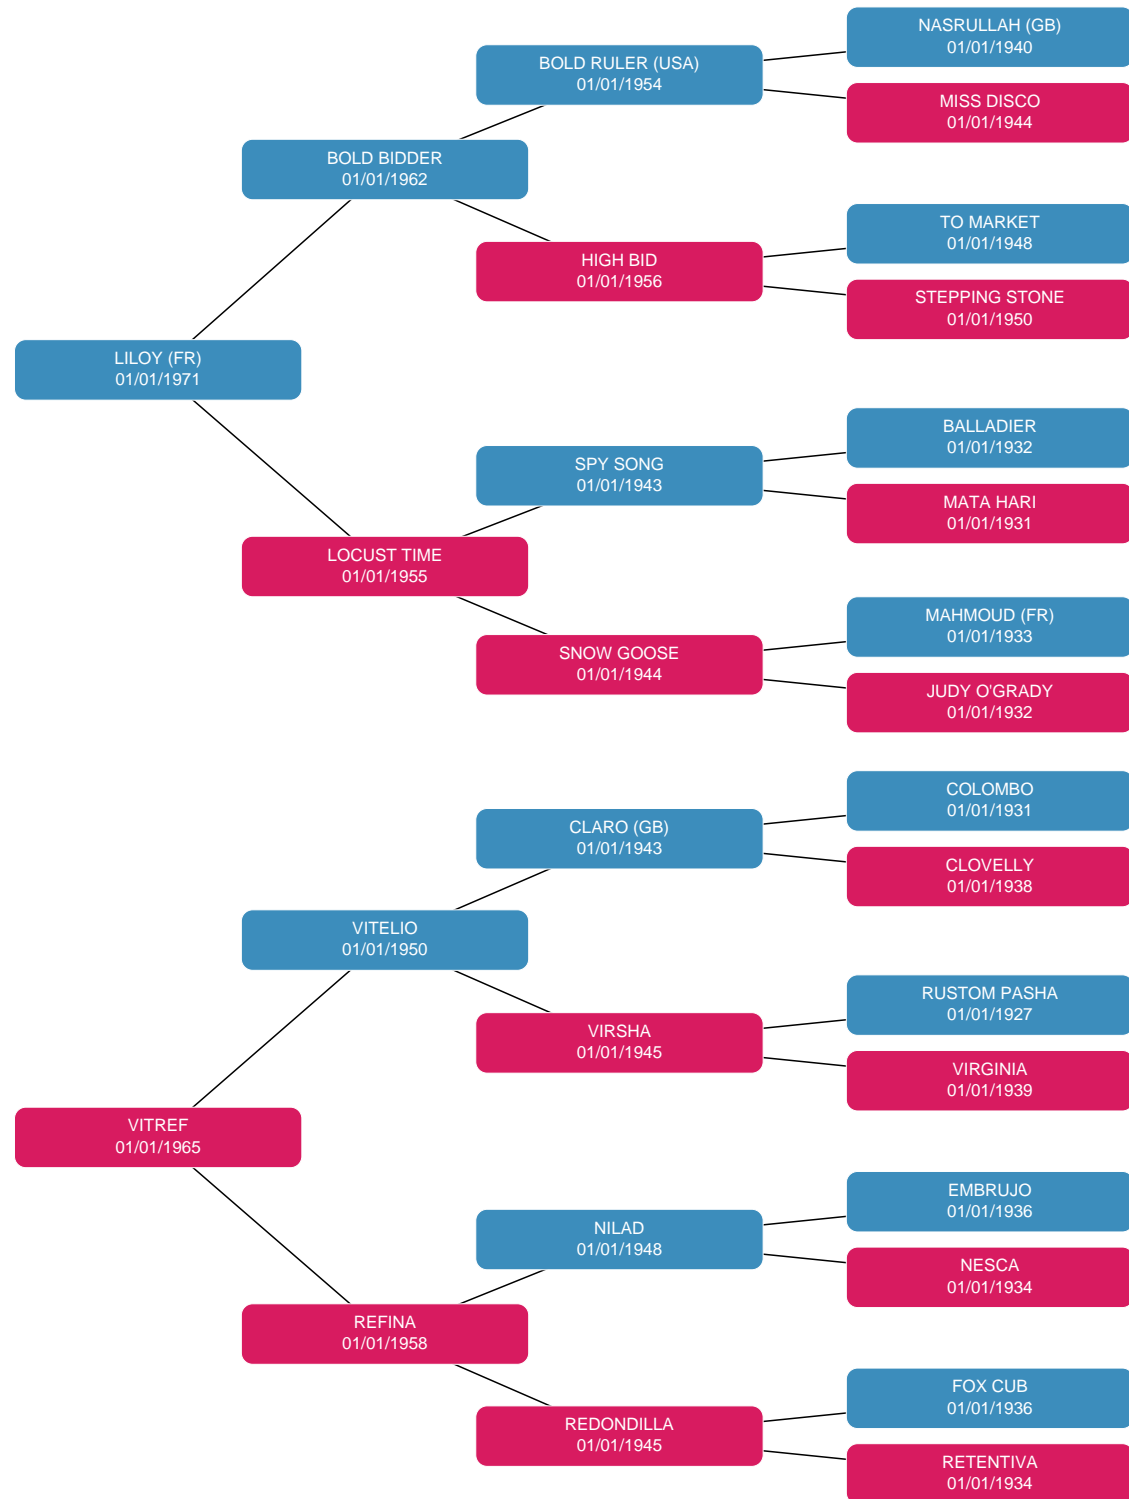 NASRULLAH (GB)
01/01/1940
BOLD RULER (USA)
01/01/1954
MISS DISCO
01/01/1944
BOLD BIDDER
01/01/1962
TO MARKET
01/01/1948
HIGH BID
01/01/1956
STEPPING STONE
01/01/1950
LILOY (FR)
01/01/1971
BALLADIER
01/01/1932
SPY SONG
01/01/1943
MATA HARI
01/01/1931
LOCUST TIME
01/01/1955
MAHMOUD (FR)
01/01/1933
SNOW GOOSE
01/01/1944
JUDY O'GRADY
01/01/1932
COLOMBO
01/01/1931
CLARO (GB)
01/01/1943
CLOVELLY
01/01/1938
VITELIO
01/01/1950
RUSTOM PASHA
01/01/1927
VIRSHA
01/01/1945
VIRGINIA
01/01/1939
VITREF
01/01/1965
EMBRUJO
01/01/1936
NILAD
01/01/1948
NESCA
01/01/1934
REFINA
01/01/1958
FOX CUB
01/01/1936
REDONDILLA
01/01/1945
RETENTIVA
01/01/1934